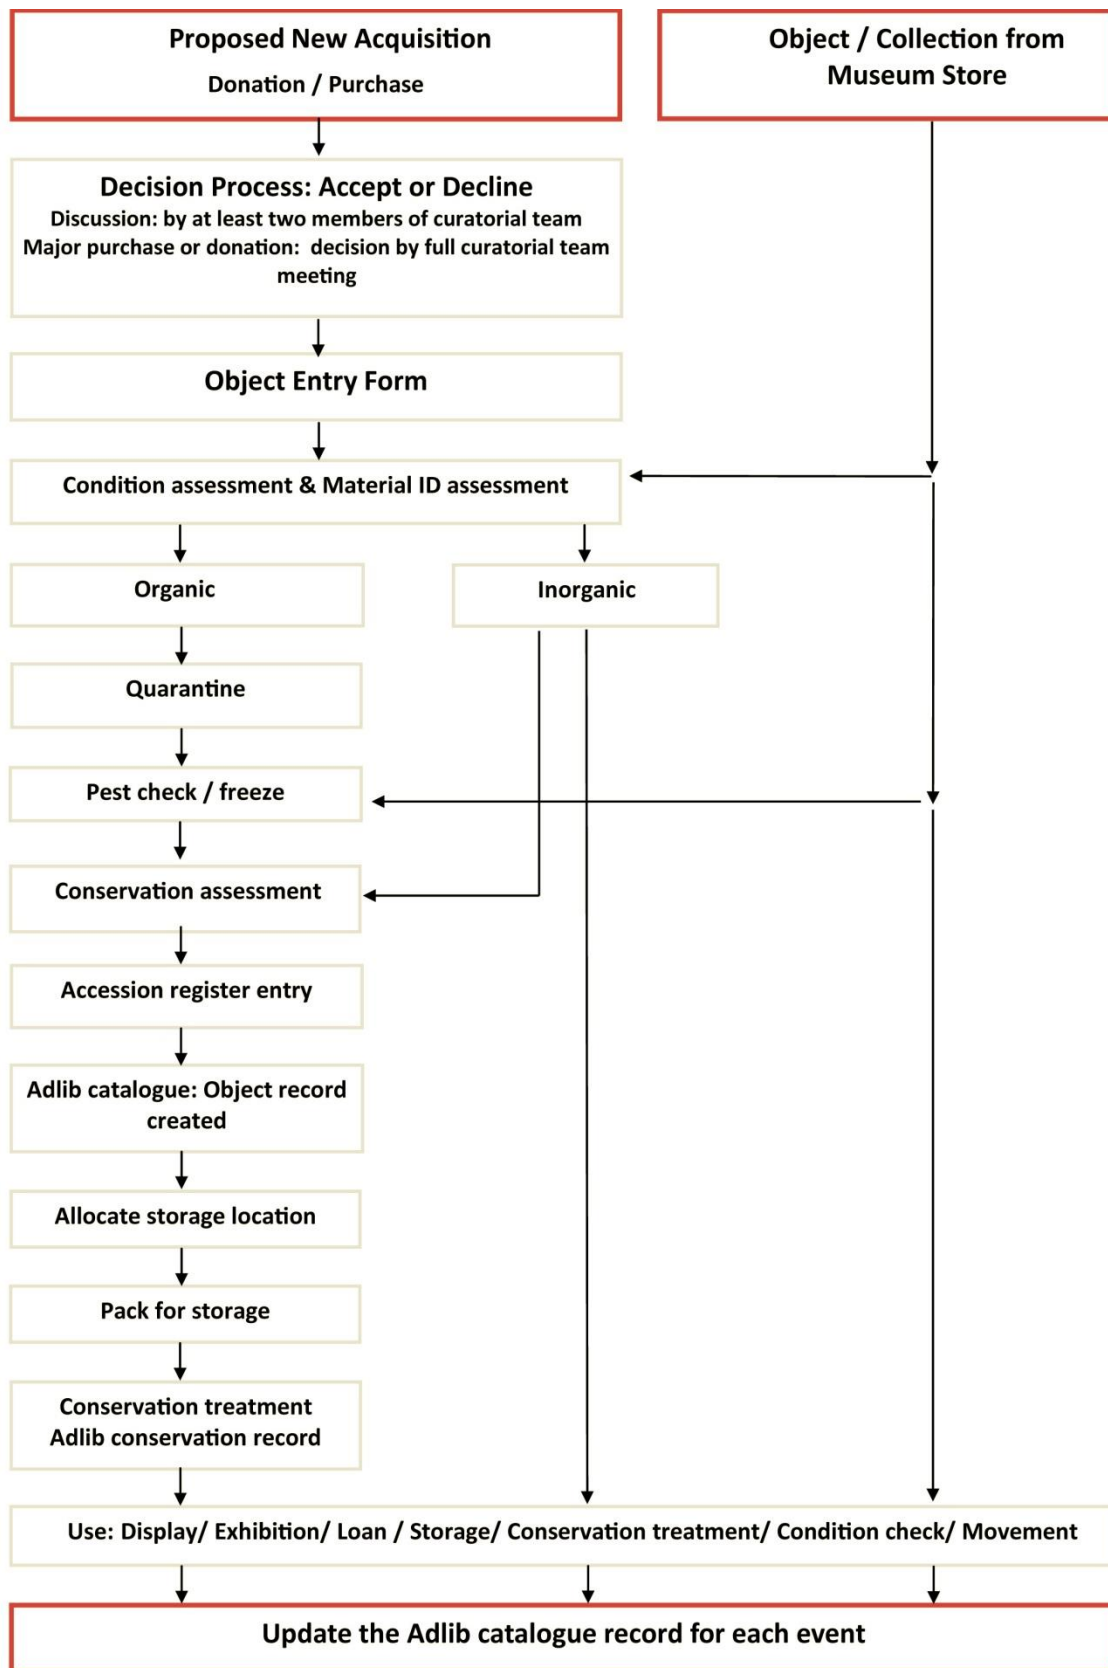 Proposed New Acquisition
Donation / Purchase
Object / Collection from
Museum Store
Decision Process: Accept or Decline
Discussion: by at least two members of curatorial team
Major purchase or donation:  decision by full curatorial team
meeting
Object Entry Form
Condition assessment & Material ID assessment
Organic
Inorganic
Quarantine
Pest check / freeze
Conservation assessment
Accession register entry
Adlib catalogue: Object record
created
Allocate storage location
Pack for storage
Conservation treatment
Adlib conservation record
Use: Display/ Exhibition/ Loan / Storage/ Conservation treatment/ Condition check/ Movement
Update the Adlib catalogue record for each event